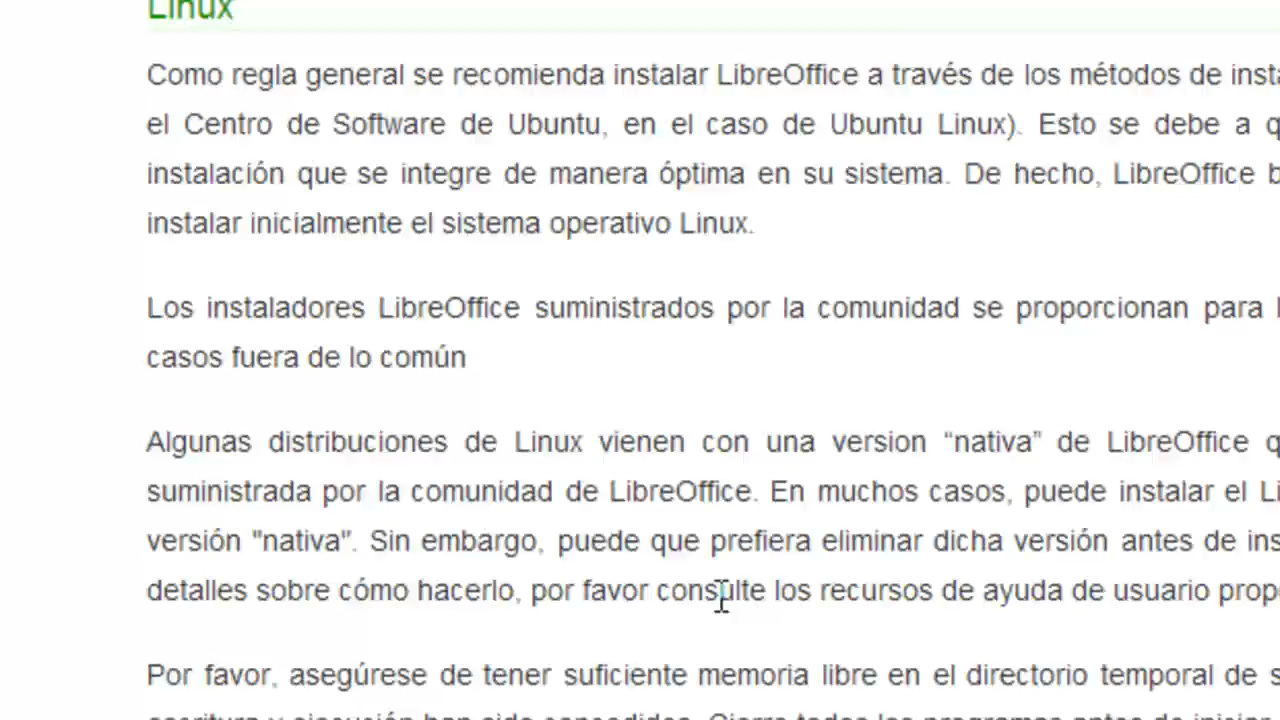 Linux
Como regla general se recomienda instalar LibreOffice a través de los métodos de
el Centro de Software de Ubuntu, en el caso de Ubuntu Linux). Esto se debe a
instalación que se integre de manera óptima en su sistema. De hecho, LibreOffice
instalar inicialmente el sistema operativo Linux.
Los instaladores LibreOffice suministrados por la comunidad se proporcionan para
casos fuera de lo común
Algunas distribuciones de Linux vienen con una version “nativa” de LibreOffice
suministrada por la comunidad de LibreOffice. En muchos casos, puede instalar el
versión "nativa". Sin embargo, puede que prefiera eliminar dicha versión antes de
detalles sobre cómo hacerlo, por favor consulte los recursos de ayuda de usuario
Por favor, asegúrese de tener suficiente memoria libre en el directorio temporal de